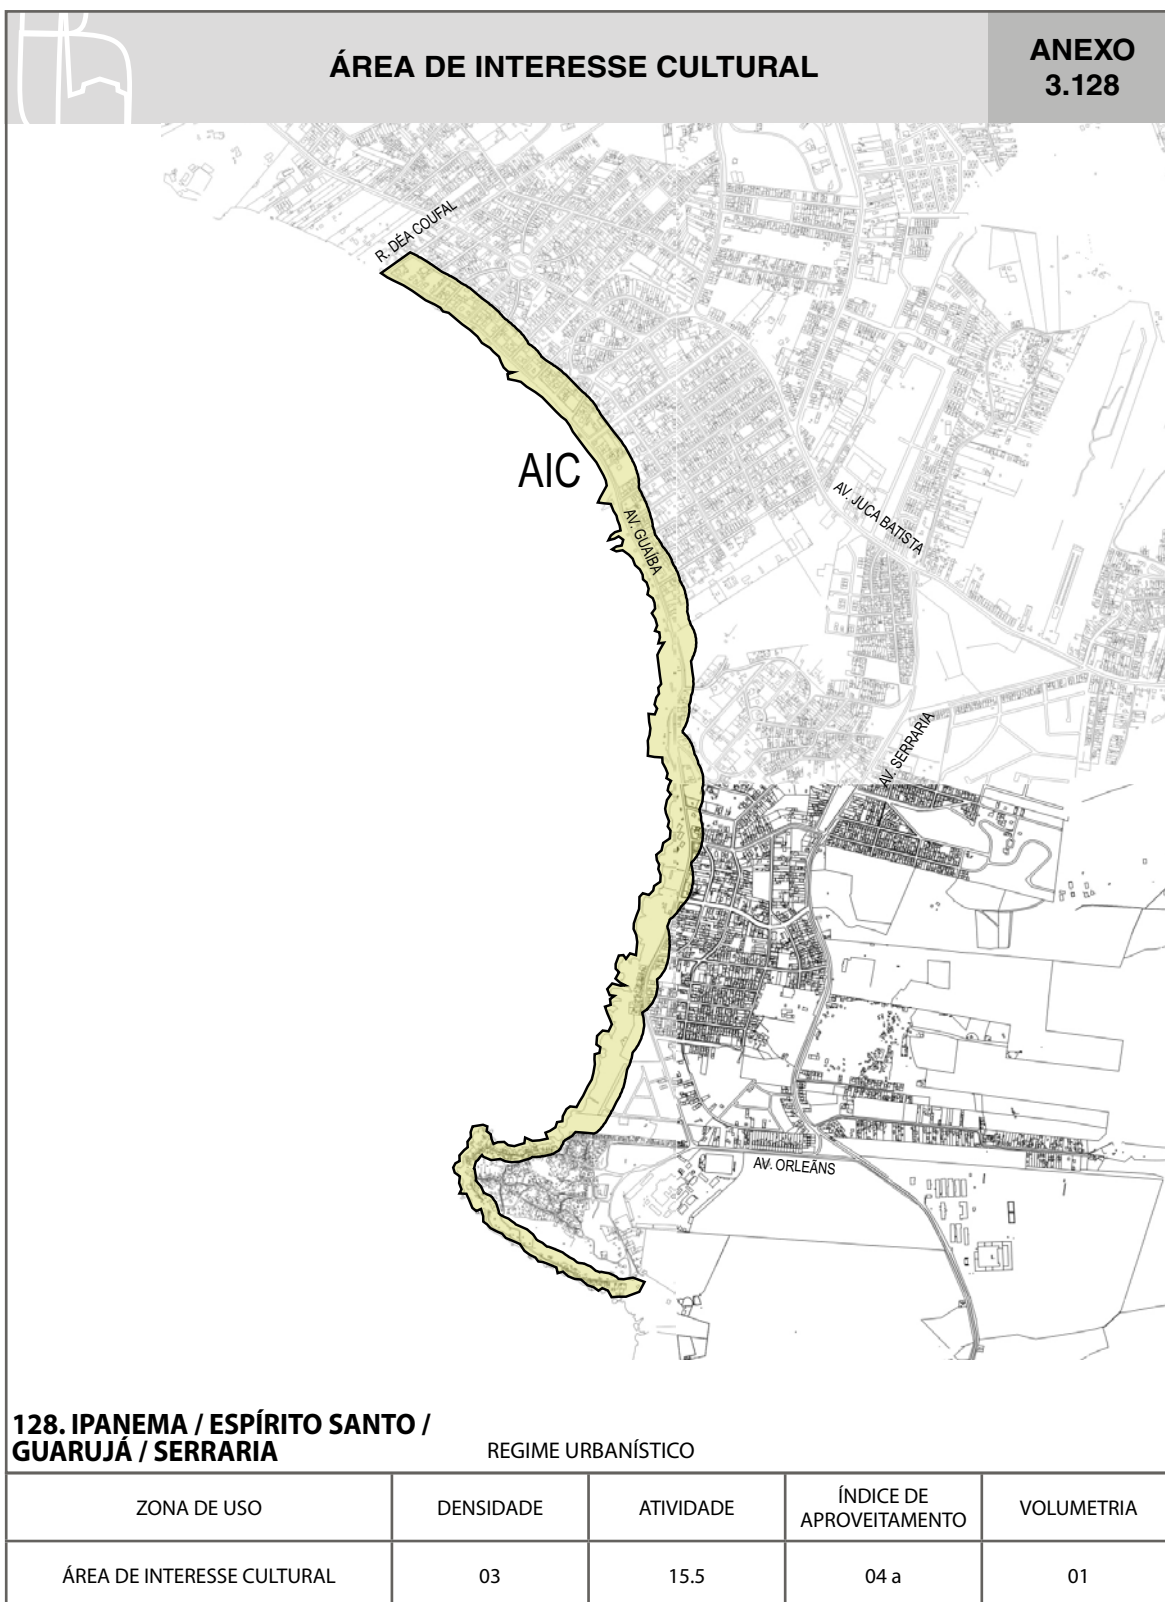 ÁREA DE INTERESSE CULTURAL
ANEXO
3.128
R. DÉA COUFAL
AIC
AV. GUAÍBA
AV. JUCA BATISTA
AV. SERRARIA
AV. ORLEÃNS
128. IPANEMA / ESPÍRITO SANTO /
GUARUJÁ / SERRARIA
REGIME URBANÍSTICO
ZONA DE USO
DENSIDADE
ATIVIDADE
ÍNDICE DE
APROVEITAMENTO
VOLUMETRIA
ÁREA DE INTERESSE CULTURAL
03
15.5
04 a
01